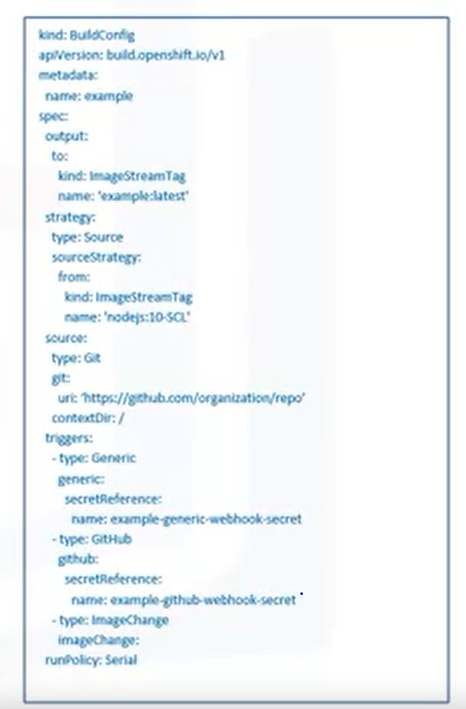 kind: BuildConfig
apiVersion: build.openshift.io/v1
metadata:
name: example
spec:
output:
to:
kind: ImageStreamTag
name: 'example:latest'
strategy:
type: Source
sourceStrategy:
from:
kind: ImageStreamTag
name: 'nodejs:10-SCL'
source:
type: Git
git:
uri: 'https://github.com/organization/repo'
contextDir: /
triggers:
- type: Generic
generic:
secretReference:
name: example-generic-webhook-secret
- type: GitHub
github:
secretReference:
name: example-github-webhook-secret
- type: ImageChange
imageChange:
runPolicy: Serial